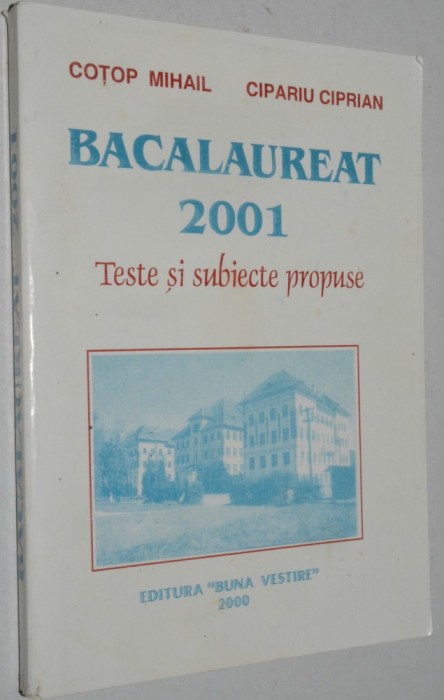 COȚOP MIHAIL CIPARIU CIPRIAN
BACALAUREAT
2001
Teste și subiecte propuse
EDITURA "BUNA VESTIRE"
2000